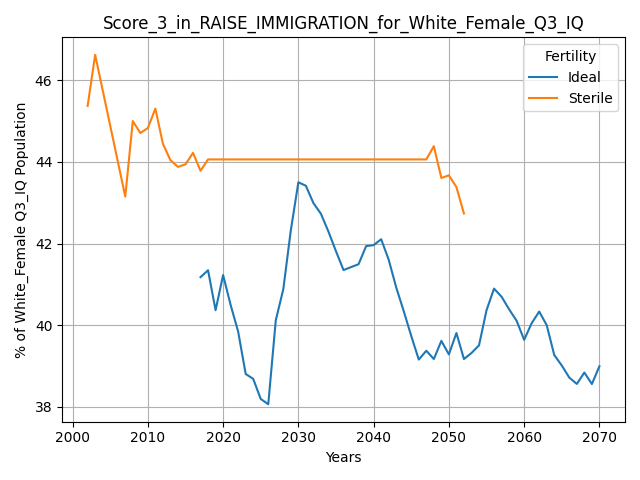 Score_3_in_RAISE_IMMIGRATION_for_White_Female_Q3_IQ
Fertility
Ideal
Sterile
% of White_Female Q3_IQ Population
46
44
42
40
38
2000 2010 2020 2030 2040 2050 2060 2070
Years